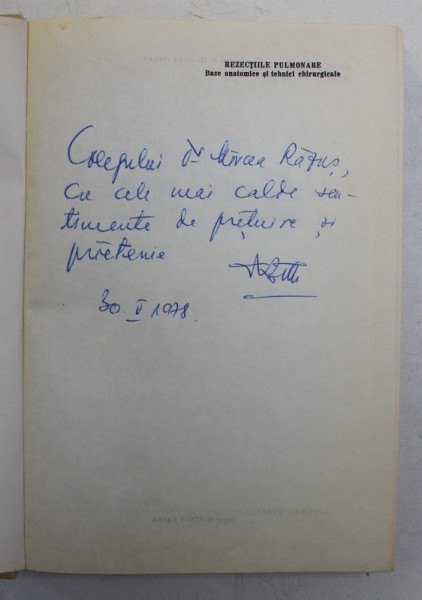 REZECȚIILE PULMONARE
Baze anatomice și tehnici chirurgicale
Colegului dr Mircea
cu cele mai calde sen-
timente de prețuire și
prietenie
30 V 1978.